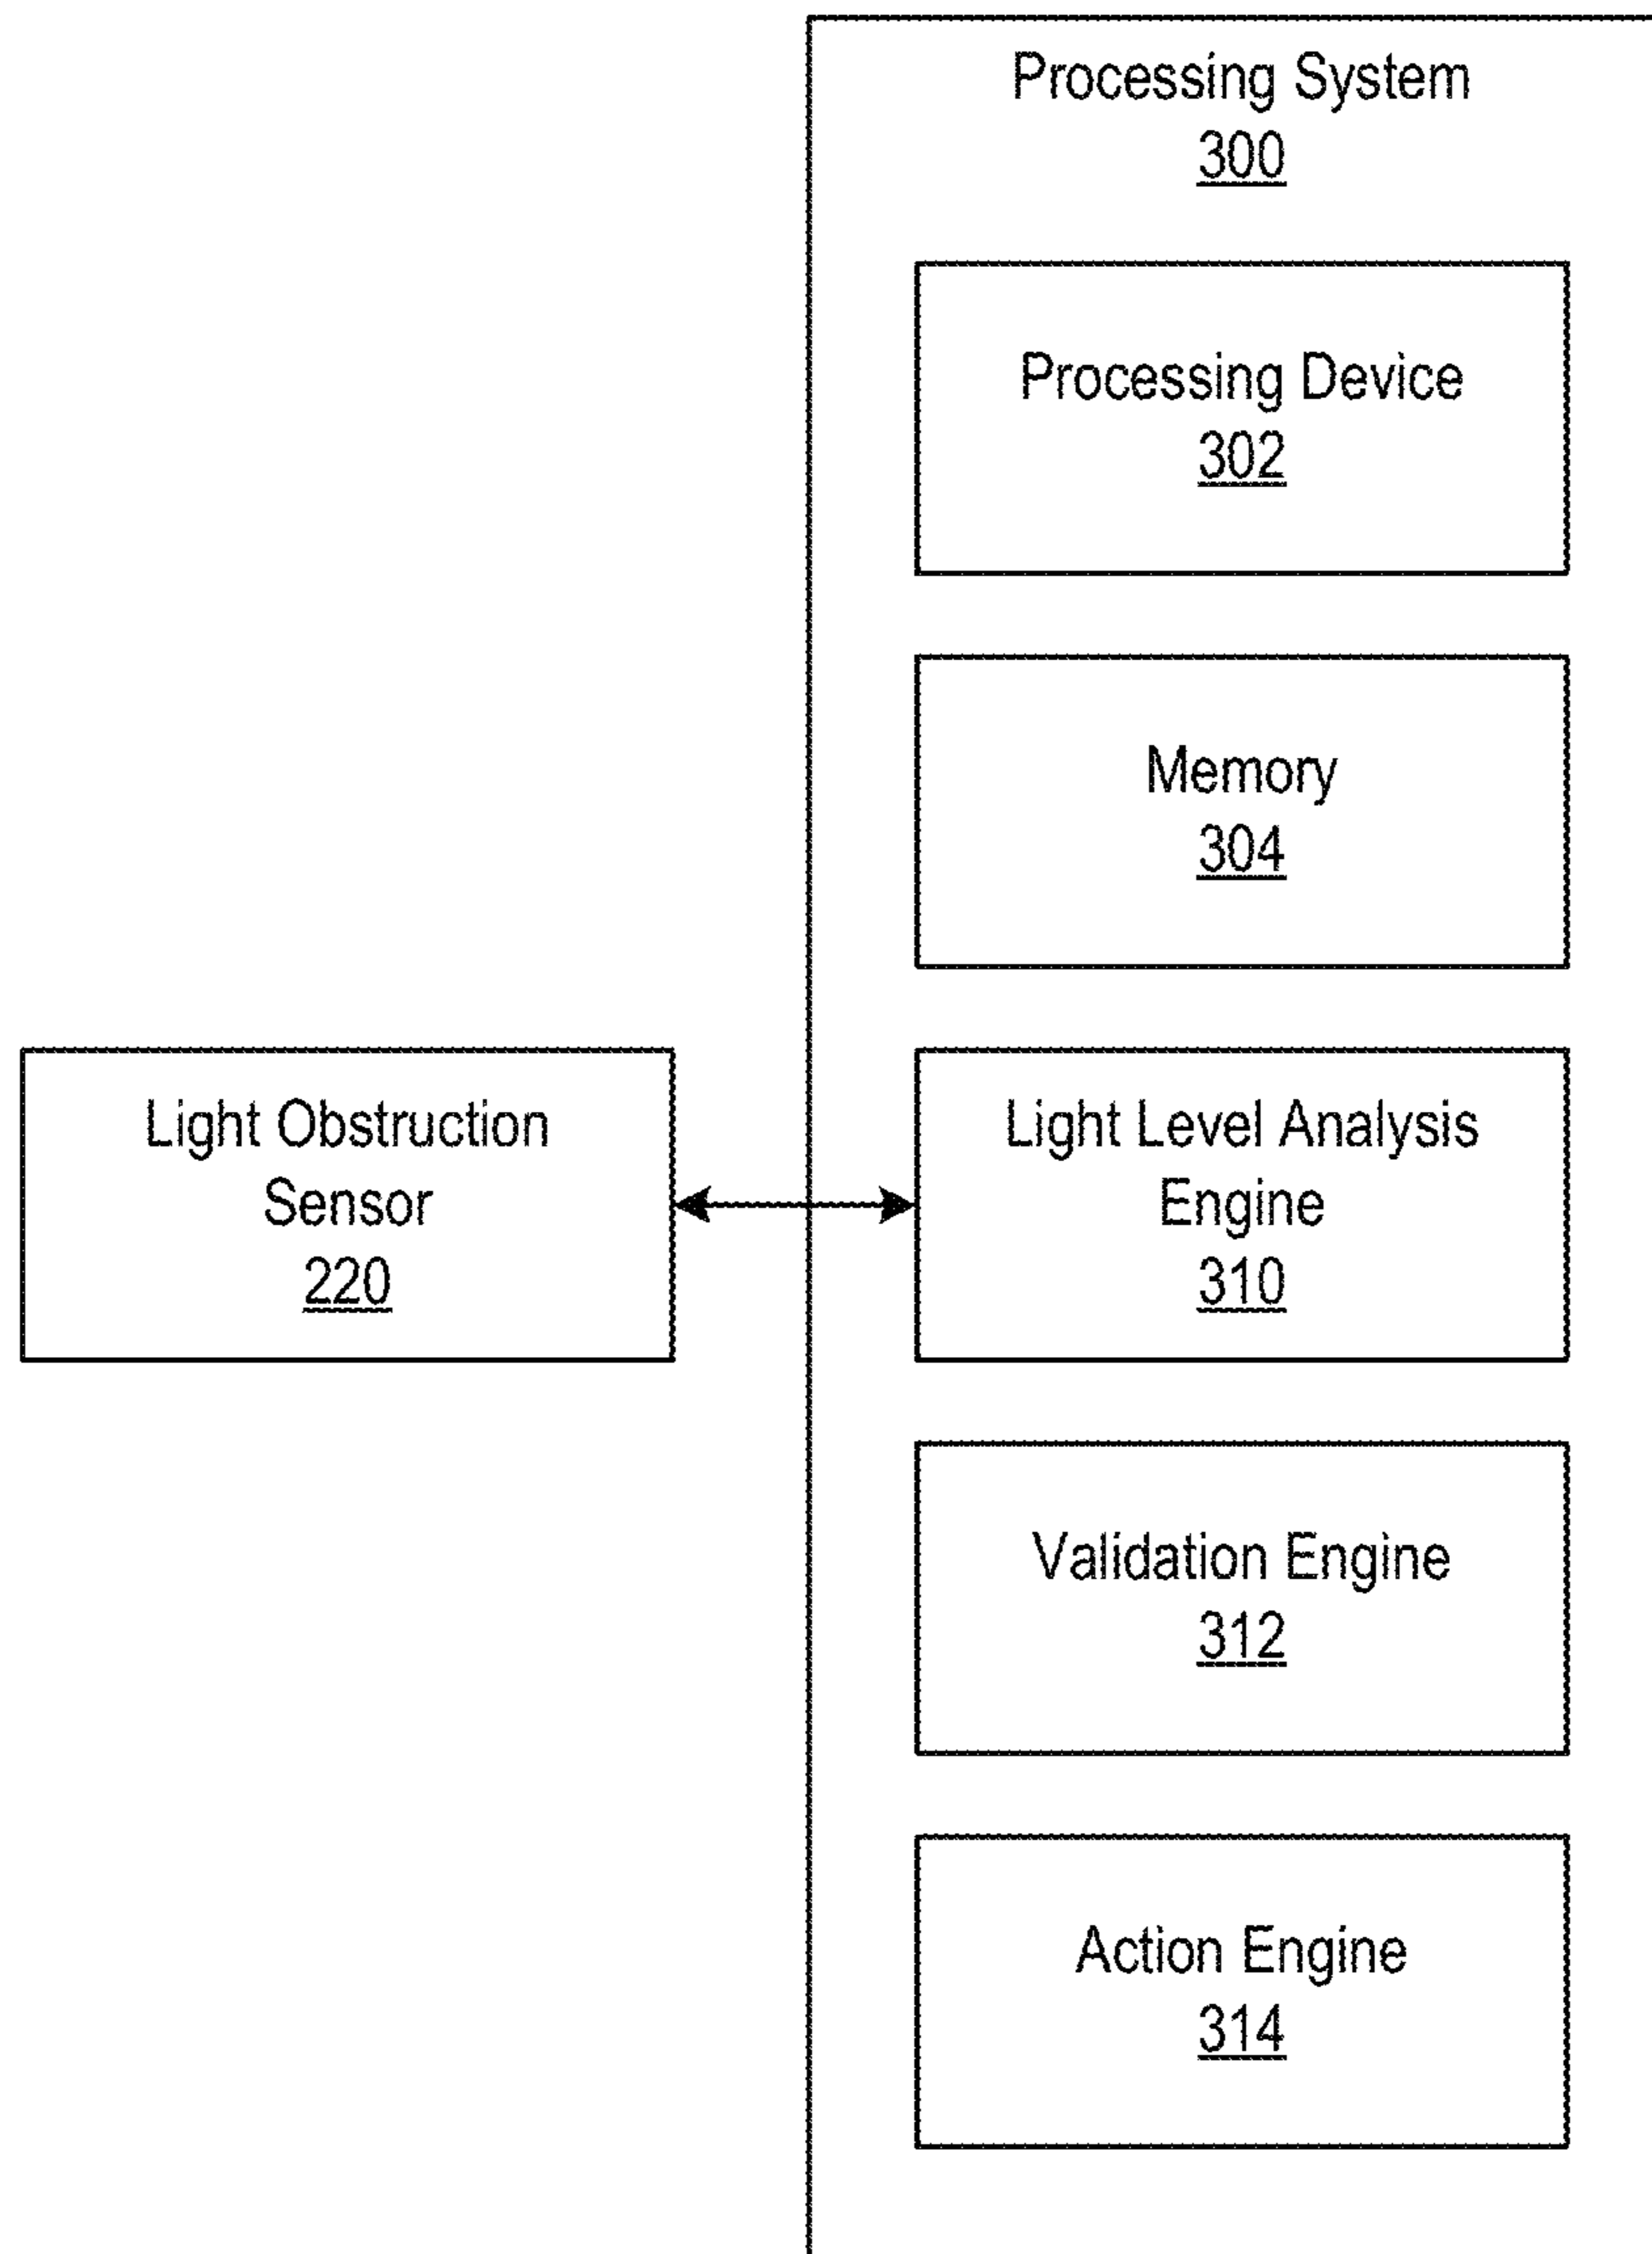 Processing System
300
Processing Device
302
Memory
304
Light Obstruction
Sensor
220
Light Level Analysis
Engine
310
Validation Engine
312
Action Engine
314